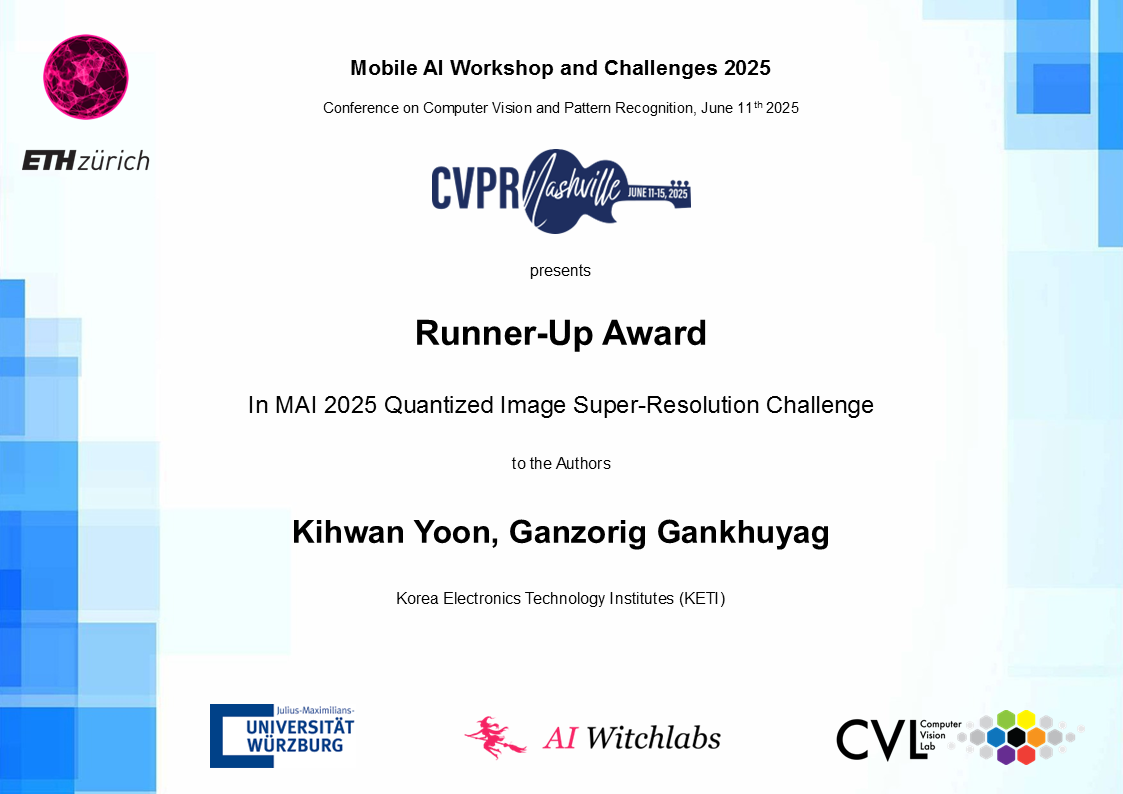 Mobile AI Workshop and Challenges 2025
Conference on Computer Vision and Pattern Recognition, June 11th 2025
ETH zürich
CVPR Nashville JUNE 11-15, 2025
presents
Runner-Up Award
In MAI 2025 Quantized Image Super-Resolution Challenge
to the Authors
Kihwan Yoon, Ganzorig Gankhuyag
Korea Electronics Technology Institutes (KETI)
Julius-Maximilians-
UNIVERSITÄT
WÜRZBURG
AI Witchlabs
CVL Computer
Vision
Lab